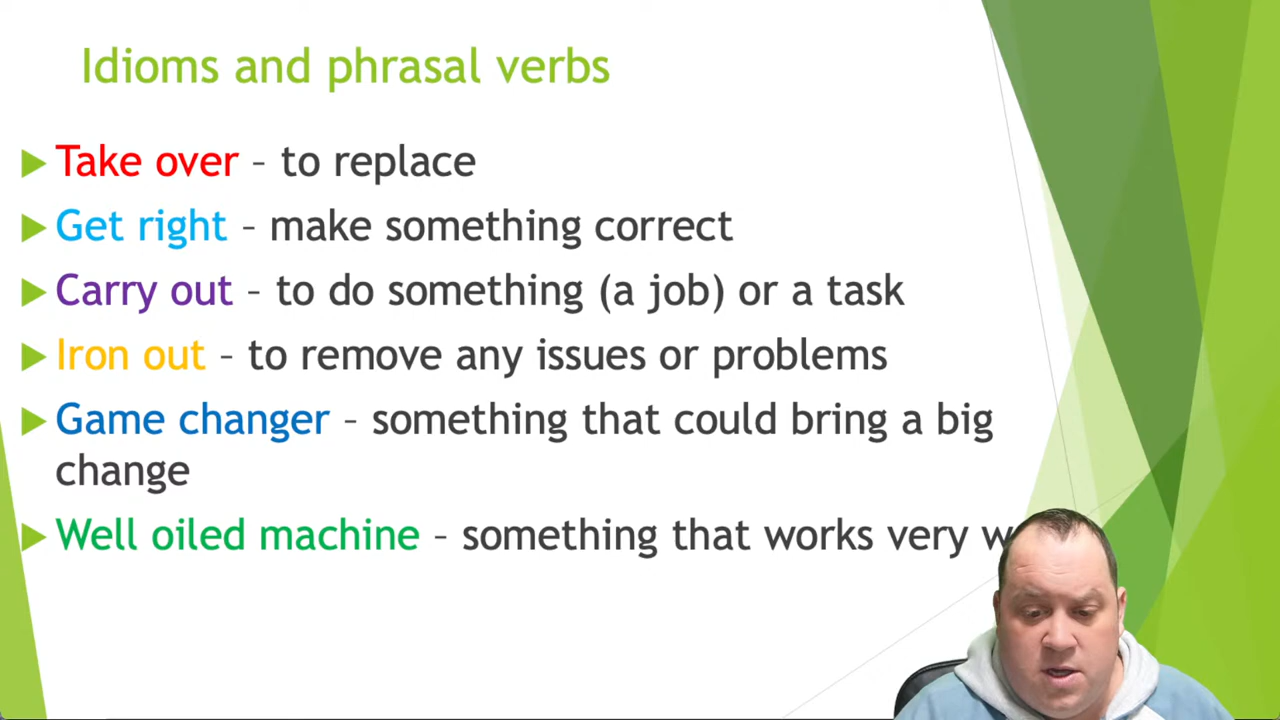 Idioms and phrasal verbs
Take over – to replace
Get right – make something correct
Carry out – to do something (a job) or a task
Iron out – to remove any issues or problems
Game changer – something that could bring a big
change
Well oiled machine – something that works very